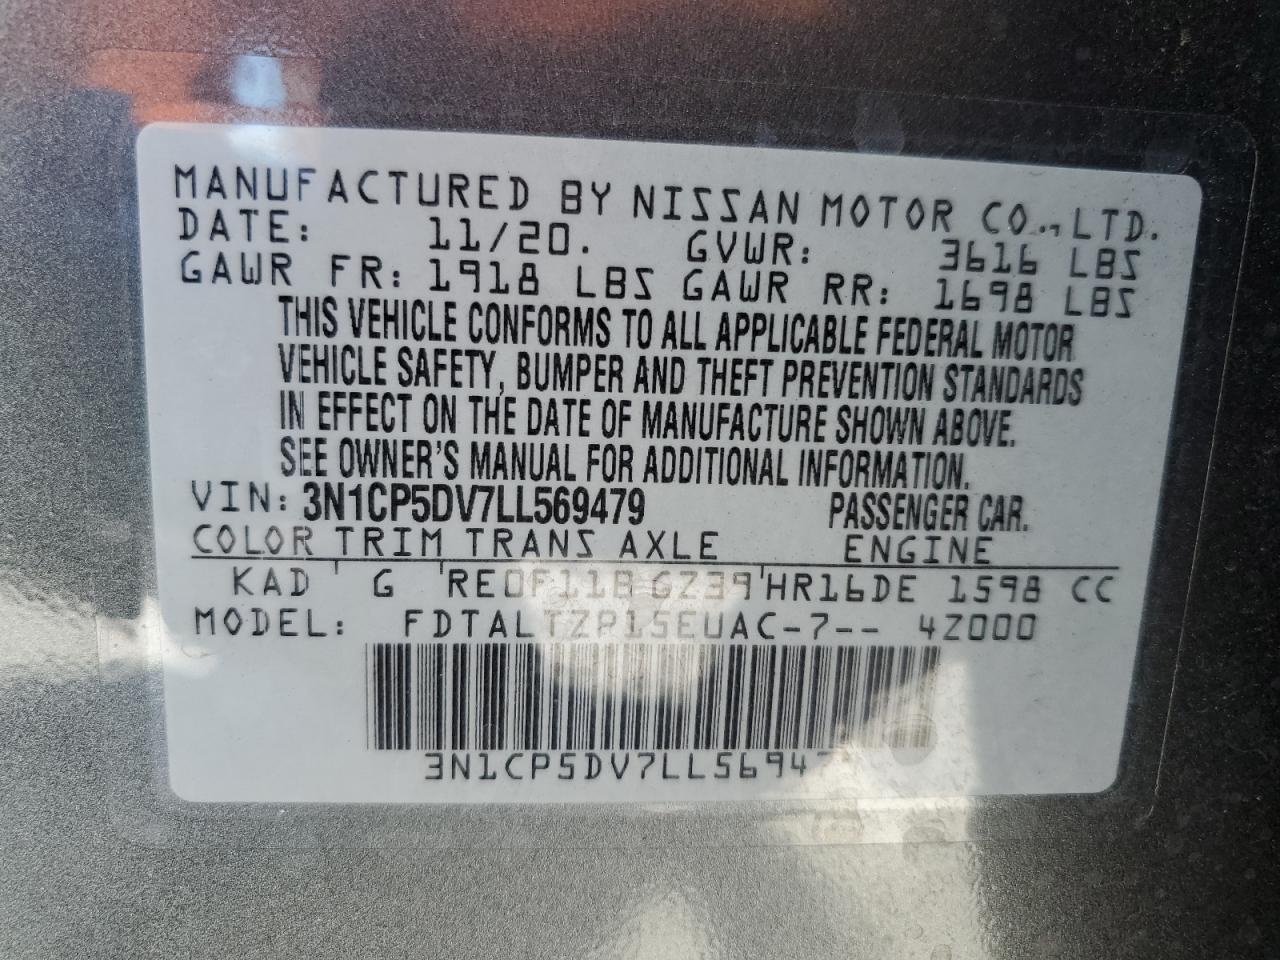 MANUFACTURED BY NISSAN MOTOR CO., LTD.
DATE: 11/20. GVWR: 3616 LBS
GAWR FR: 1918 LBS GAWR RR: 1698 LBS
THIS VEHICLE CONFORMS TO ALL APPLICABLE FEDERAL MOTOR
VEHICLE SAFETY, BUMPER AND THEFT PREVENTION STANDARDS
IN EFFECT ON THE DATE OF MANUFACTURE SHOWN ABOVE.
SEE OWNER'S MANUAL FOR ADDITIONAL INFORMATION.
VIN: 3N1CP5DV7LL569479 PASSENGER CAR.
COLOR TRIM TRANS AXLE ENGINE
KAD G RE0F11B GZ39 HR16DE 1598 CC
MODEL: FDTALTZP15EUAC-7-- 4Z000
3N1CP5DV7LL569479